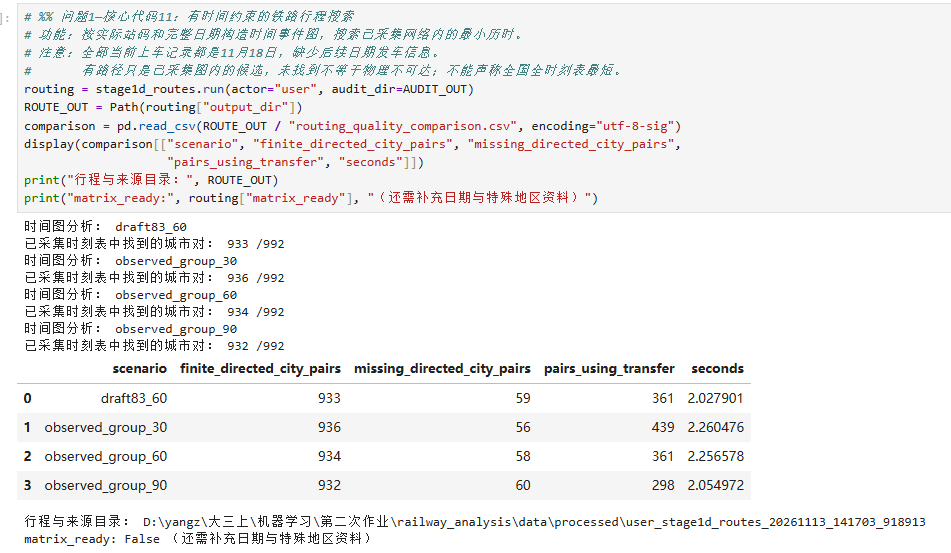 ]:
# %% 问题1—核心代码11：有时间约束的铁路行程搜索
# 功能：按实际站码和完整日期构造时间事件图，搜索已采集网络内的最小历时。
# 注意：全部当前上车记录都是11月18日，缺少后续日期发车信息。
#       有路径只是已采集图内的候选，未找到不等于物理不可达；不能声称全国全时刻表最短。
routing = stage1d_routes.run(actor="user", audit_dir=AUDIT_OUT)
ROUTE_OUT = Path(routing["output_dir"])
comparison = pd.read_csv(ROUTE_OUT / "routing_quality_comparison.csv", encoding="utf-8-sig")
display(comparison[["scenario", "finite_directed_city_pairs", "missing_directed_city_pairs",
                    "pairs_using_transfer", "seconds"]])
print("行程与来源目录：", ROUTE_OUT)
print("matrix_ready:", routing["matrix_ready"], "（还需补充日期与特殊地区资料）")
时间图分析： draft83_60
已采集时刻表中找到的城市对： 933 /992
时间图分析： observed_group_30
已采集时刻表中找到的城市对： 936 /992
时间图分析： observed_group_60
已采集时刻表中找到的城市对： 934 /992
时间图分析： observed_group_90
已采集时刻表中找到的城市对： 932 /992
scenario finite_directed_city_pairs missing_directed_city_pairs pairs_using_transfer seconds
0 draft83_60 933 59 361 2.027901
1 observed_group_30 936 56 439 2.260476
2 observed_group_60 934 58 361 2.256578
3 observed_group_90 932 60 298 2.054972
行程与来源目录： D:\yangz\大三上\机器学习\第二次作业\railway_analysis\data\processed\user_stage1d_routes_20261113_141703_918913
matrix_ready: False （还需补充日期与特殊地区资料）